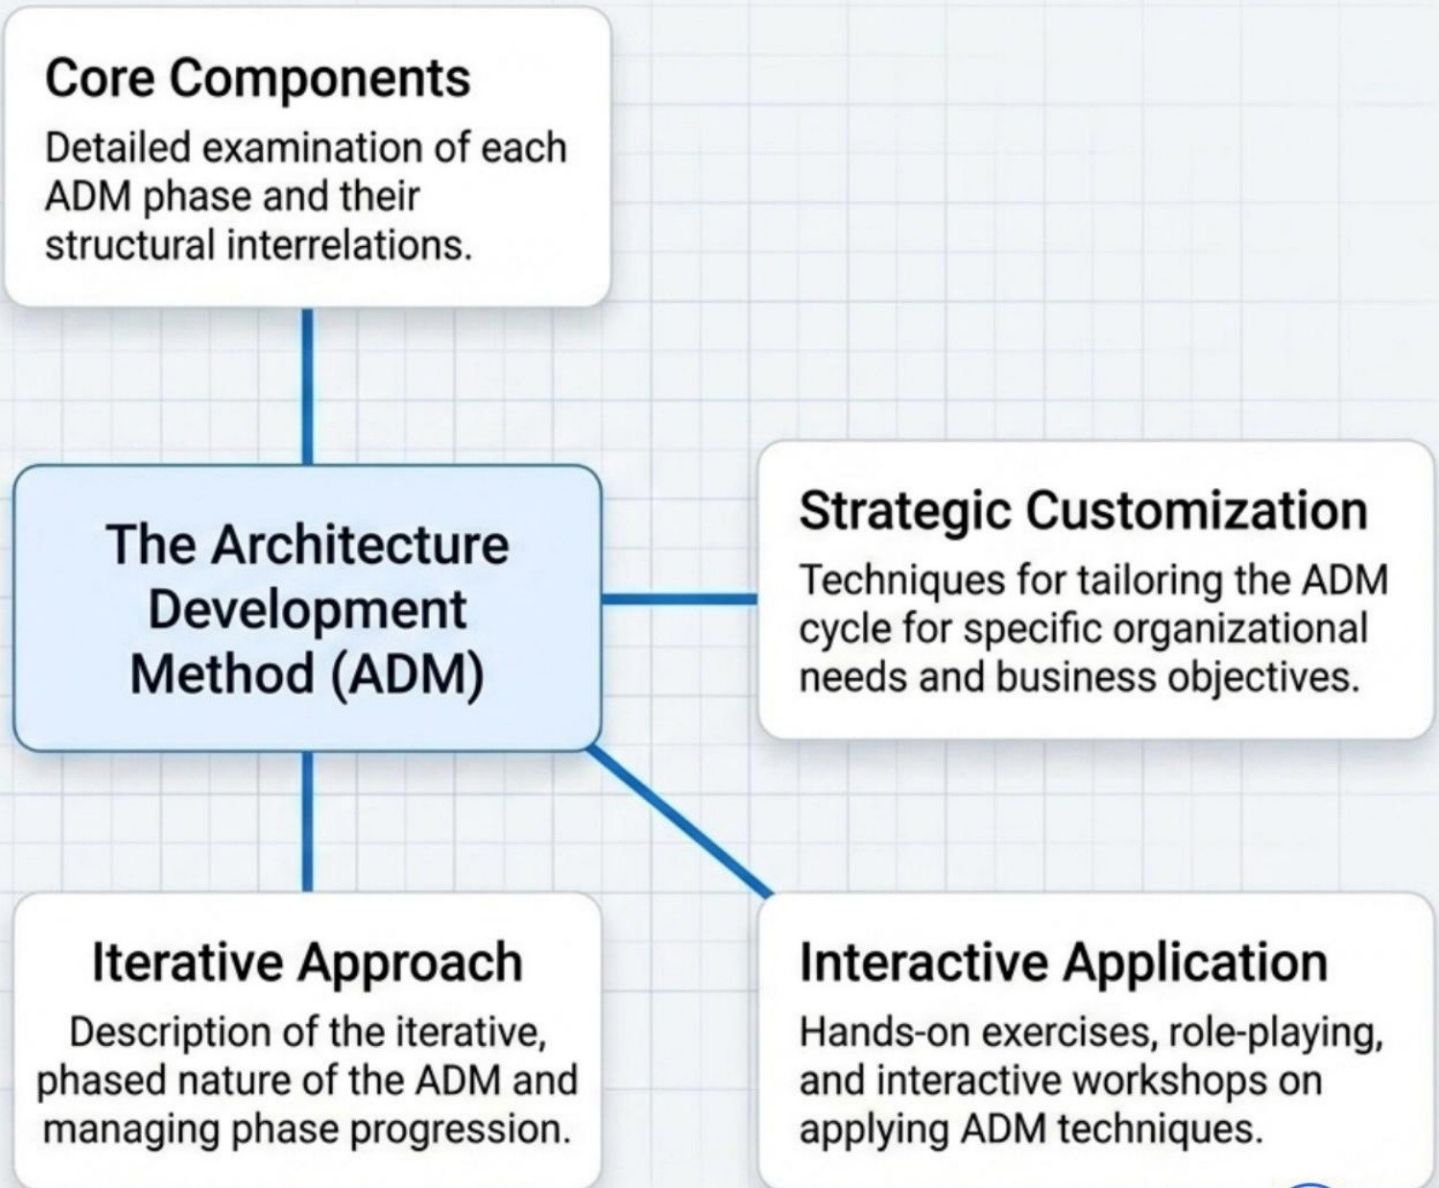 Core Components
Detailed examination of each
ADM phase and their
structural interrelations.
The Architecture
Development
Method (ADM)
Strategic Customization
Techniques for tailoring the ADM
cycle for specific organizational
needs and business objectives.
Iterative Approach
Description of the iterative,
phased nature of the ADM and
managing phase progression.
Interactive Application
Hands-on exercises, role-playing,
and interactive workshops on
applying ADM techniques.